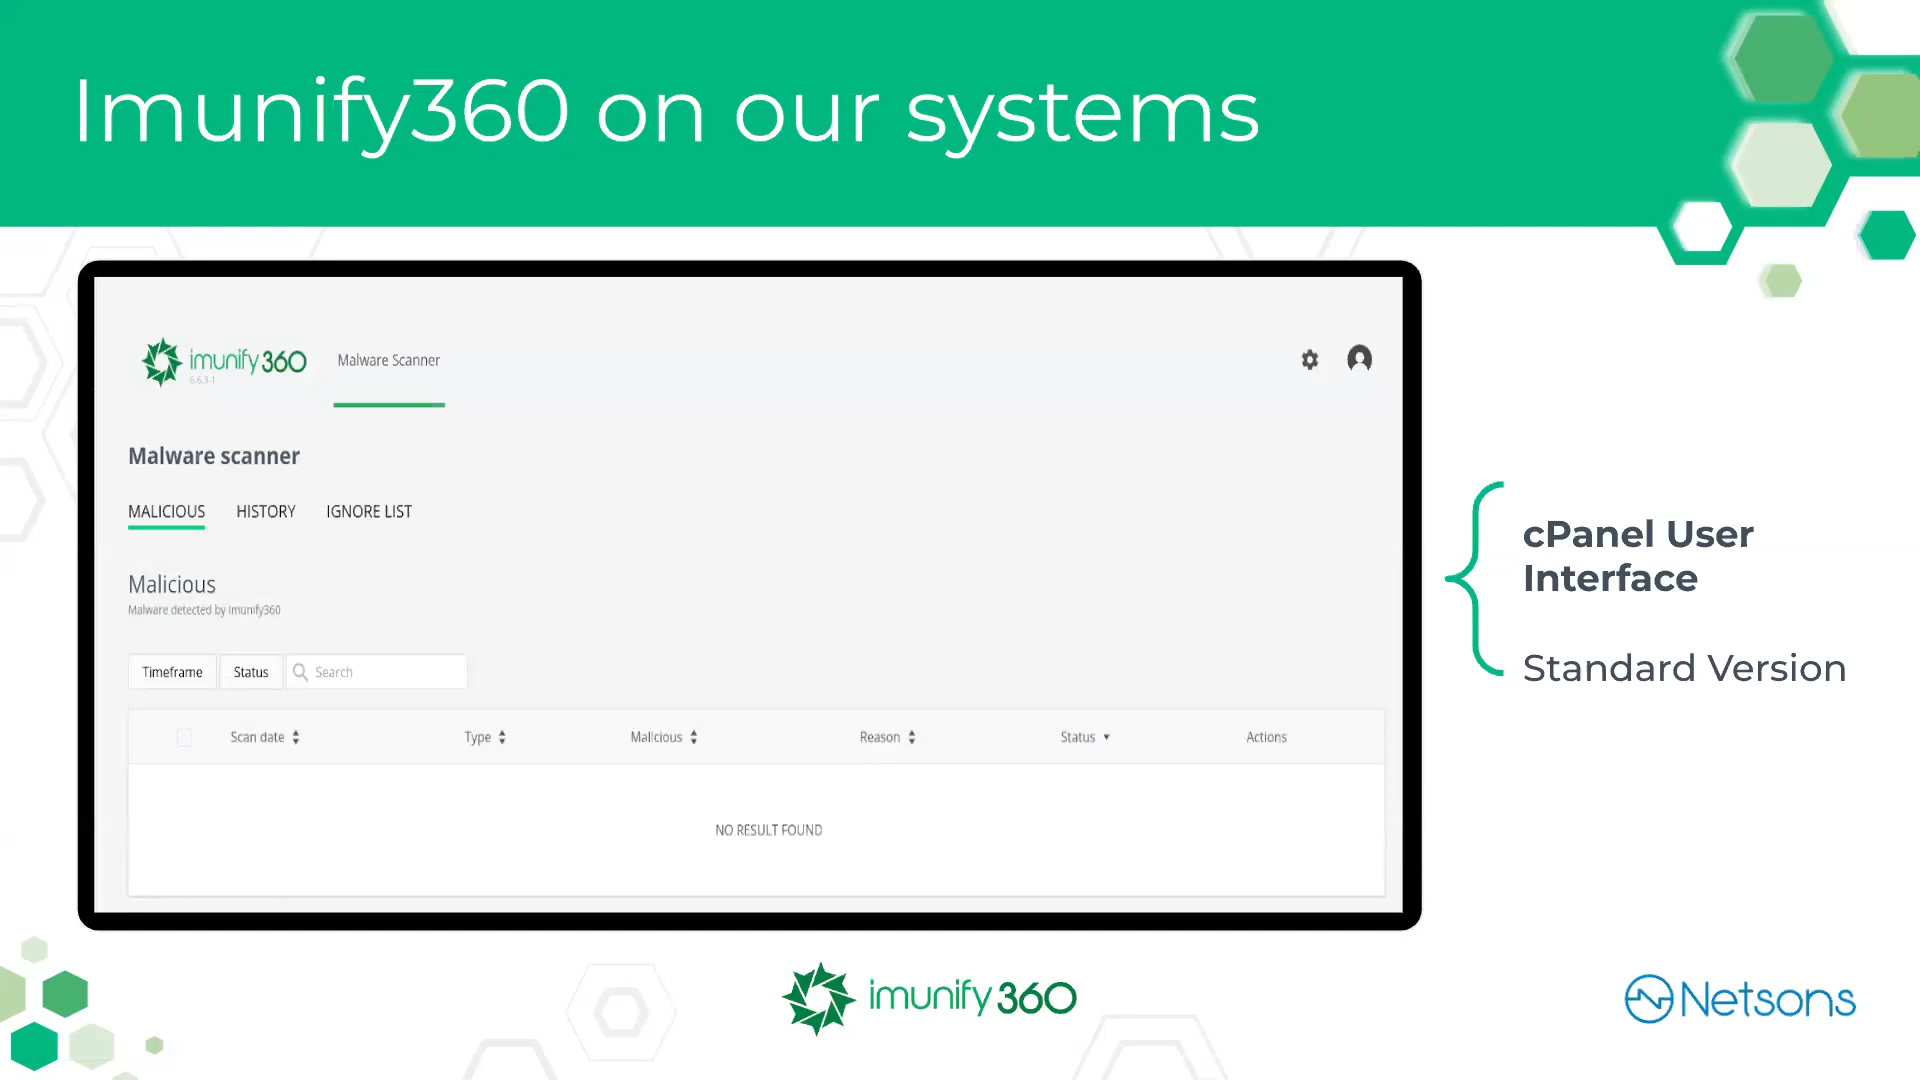 Imunify360 on our systems
imunify360
6.6.3-1
Malware Scanner
Malware scanner
MALICIOUS HISTORY IGNORE LIST
Malicious
Malware detected by Imunify360
Timeframe Status Search
Scan date Type Malicious Reason Status Actions
NO RESULT FOUND
cPanel User
Interface
Standard Version
imunify360
Netsons